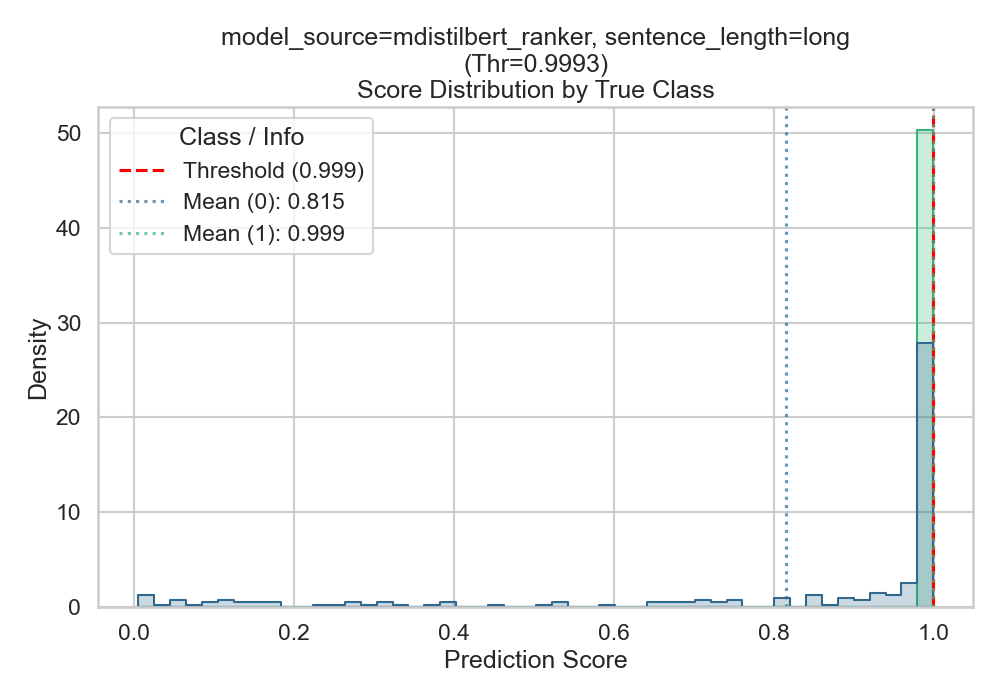 model_source=mdistilbert_ranker, sentence_length=long
(Thr=0.9993)
Score Distribution by True Class
Class / Info
Threshold (0.999)
Mean (0): 0.815
Mean (1): 0.999
Density
50
40
30
20
10
0
0.0 0.2 0.4 0.6 0.8 1.0
Prediction Score